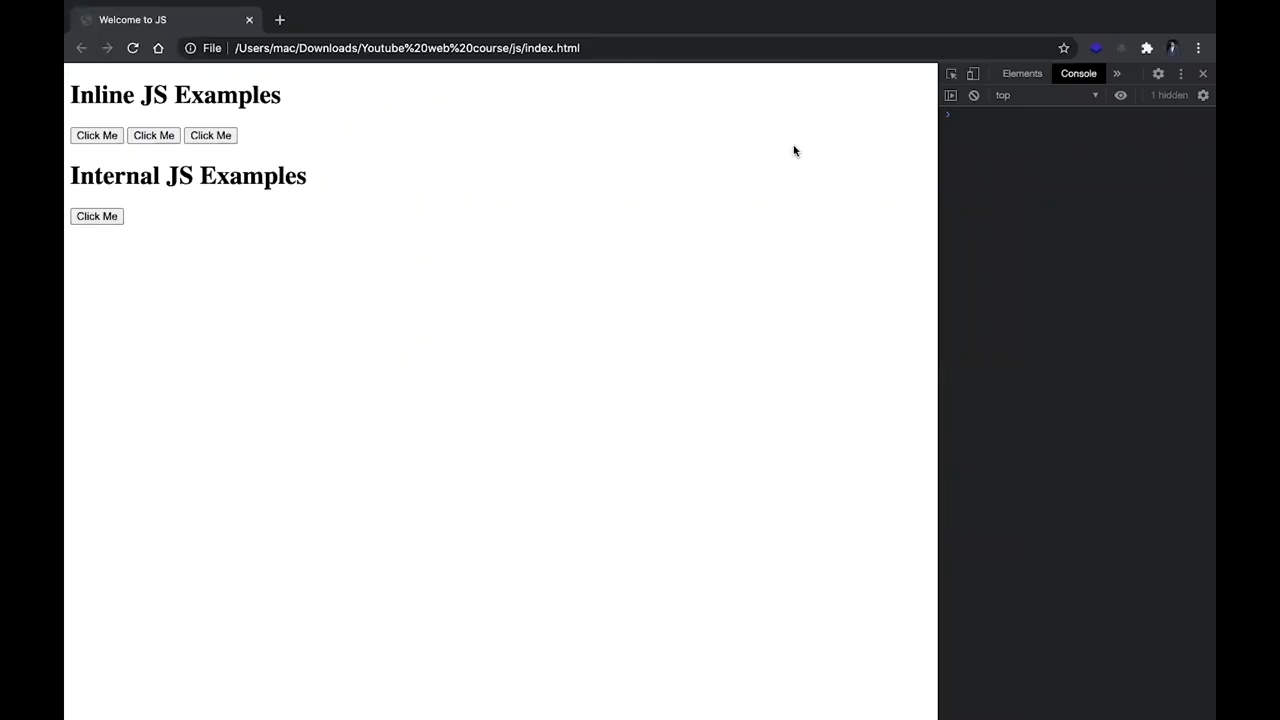 Welcome to JS
File /Users/mac/Downloads/Youtube%20web%20course/js/index.html
Inline JS Examples
Click Me Click Me Click Me
Internal JS Examples
Click Me
Elements Console
top 1 hidden